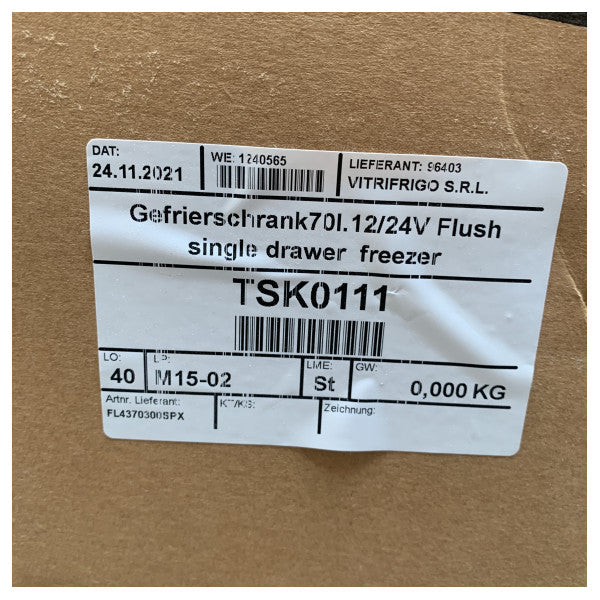 DAT:
24.11.2021
WE: 1240565
LIEFERANT: 96403
VITRIFRIGO S.R.L.
Gefrierschrank70l.12/24V Flush
single drawer freezer
TSK0111
LO:
40
LP:
M15-02
LME:
St
GW:
0,000 KG
Artnr. Lieferant:
FL4370300SPX
Zeichnung: